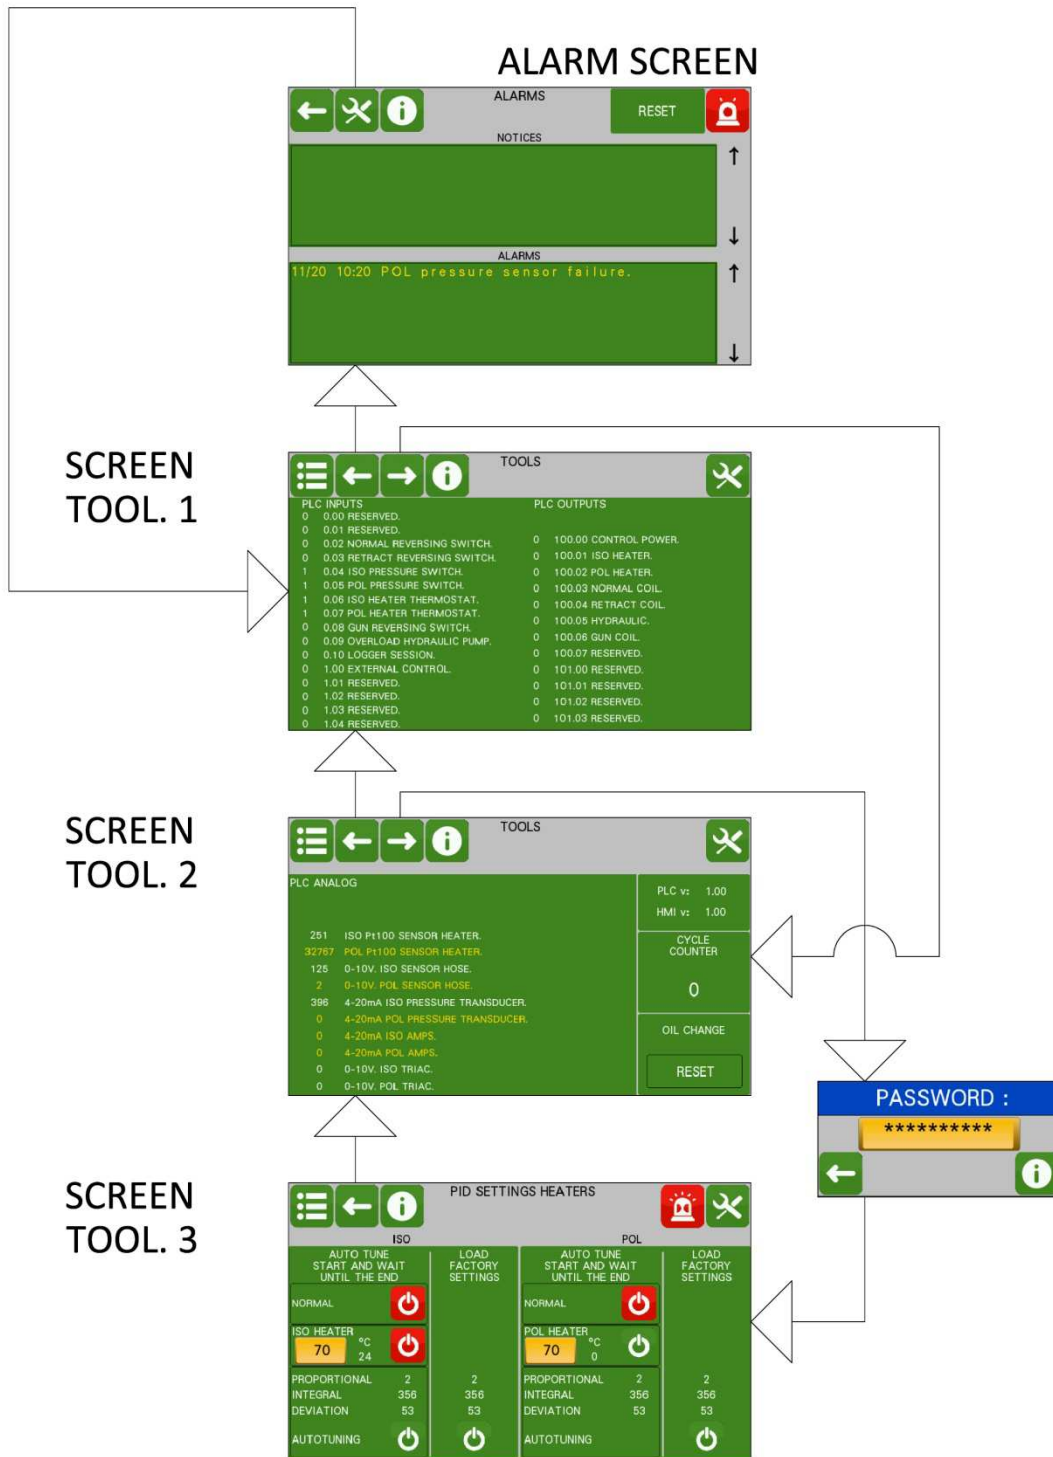 ALARM SCREEN
ALARMS
RESET
NOTICES
ALARMS
11/20 10:20 POL pressure sensor failure.
SCREEN
TOOL. 1
TOOLS
PLC INPUTS
0 0.00 RESERVED.
0 0.01 RESERVED.
0 0.02 NORMAL REVERSING SWITCH.
0 0.03 RETRACT REVERSING SWITCH.
1 0.04 ISO PRESSURE SWITCH.
1 0.05 POL PRESSURE SWITCH.
1 0.06 ISO HEATER THERMOSTAT.
1 0.07 POL HEATER THERMOSTAT.
0 0.08 GUN REVERSING SWITCH.
0 0.09 OVERLOAD HYDRAULIC PUMP.
0 0.10 LOGGER SESSION.
0 1.00 EXTERNAL CONTROL.
0 1.01 RESERVED.
0 1.02 RESERVED.
0 1.03 RESERVED.
0 1.04 RESERVED.
PLC OUTPUTS
0 100.00 CONTROL POWER.
0 100.01 ISO HEATER.
0 100.02 POL HEATER.
0 100.03 NORMAL COIL.
0 100.04 RETRACT COIL.
0 100.05 HYDRAULIC.
0 100.06 GUN COIL.
0 100.07 RESERVED.
0 101.00 RESERVED.
0 101.01 RESERVED.
0 101.02 RESERVED.
0 101.03 RESERVED.
SCREEN
TOOL. 2
TOOLS
PLC ANALOG
251 ISO Pt100 SENSOR HEATER.
32767 POL Pt100 SENSOR HEATER.
125 0-10V. ISO SENSOR HOSE.
2 0-10V. POL SENSOR HOSE.
396 4-20mA ISO PRESSURE TRANSDUCER.
0 4-20mA POL PRESSURE TRANSDUCER.
0 4-20mA ISO AMPS.
0 4-20mA POL AMPS.
0 0-10V. ISO TRIAC.
0 0-10V. POL TRIAC.
PLC v: 1.00
HMI v: 1.00
CYCLE
COUNTER
0
OIL CHANGE
RESET
PASSWORD :
**********
SCREEN
TOOL. 3
PID SETTINGS HEATERS
ISO
AUTO TUNE
START AND WAIT
UNTIL THE END
NORMAL
ISO HEATER
70 °C
24
PROPORTIONAL 2
INTEGRAL 356
DEVIATION 53
AUTOTUNING
LOAD
FACTORY
SETTINGS
2
356
53
POL
AUTO TUNE
START AND WAIT
UNTIL THE END
NORMAL
POL HEATER
70 °C
0
PROPORTIONAL 2
INTEGRAL 356
DEVIATION 53
AUTOTUNING
LOAD
FACTORY
SETTINGS
2
356
53